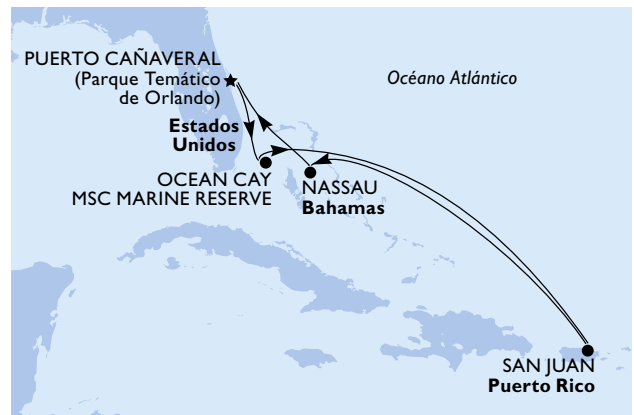 PUERTO CAÑAVERAL
(Parque Temático
de Orlando)
Océano Atlántico
Estados
Unidos
OCEAN CAY
MSC MARINE RESERVE
NASSAU
Bahamas
SAN JUAN
Puerto Rico